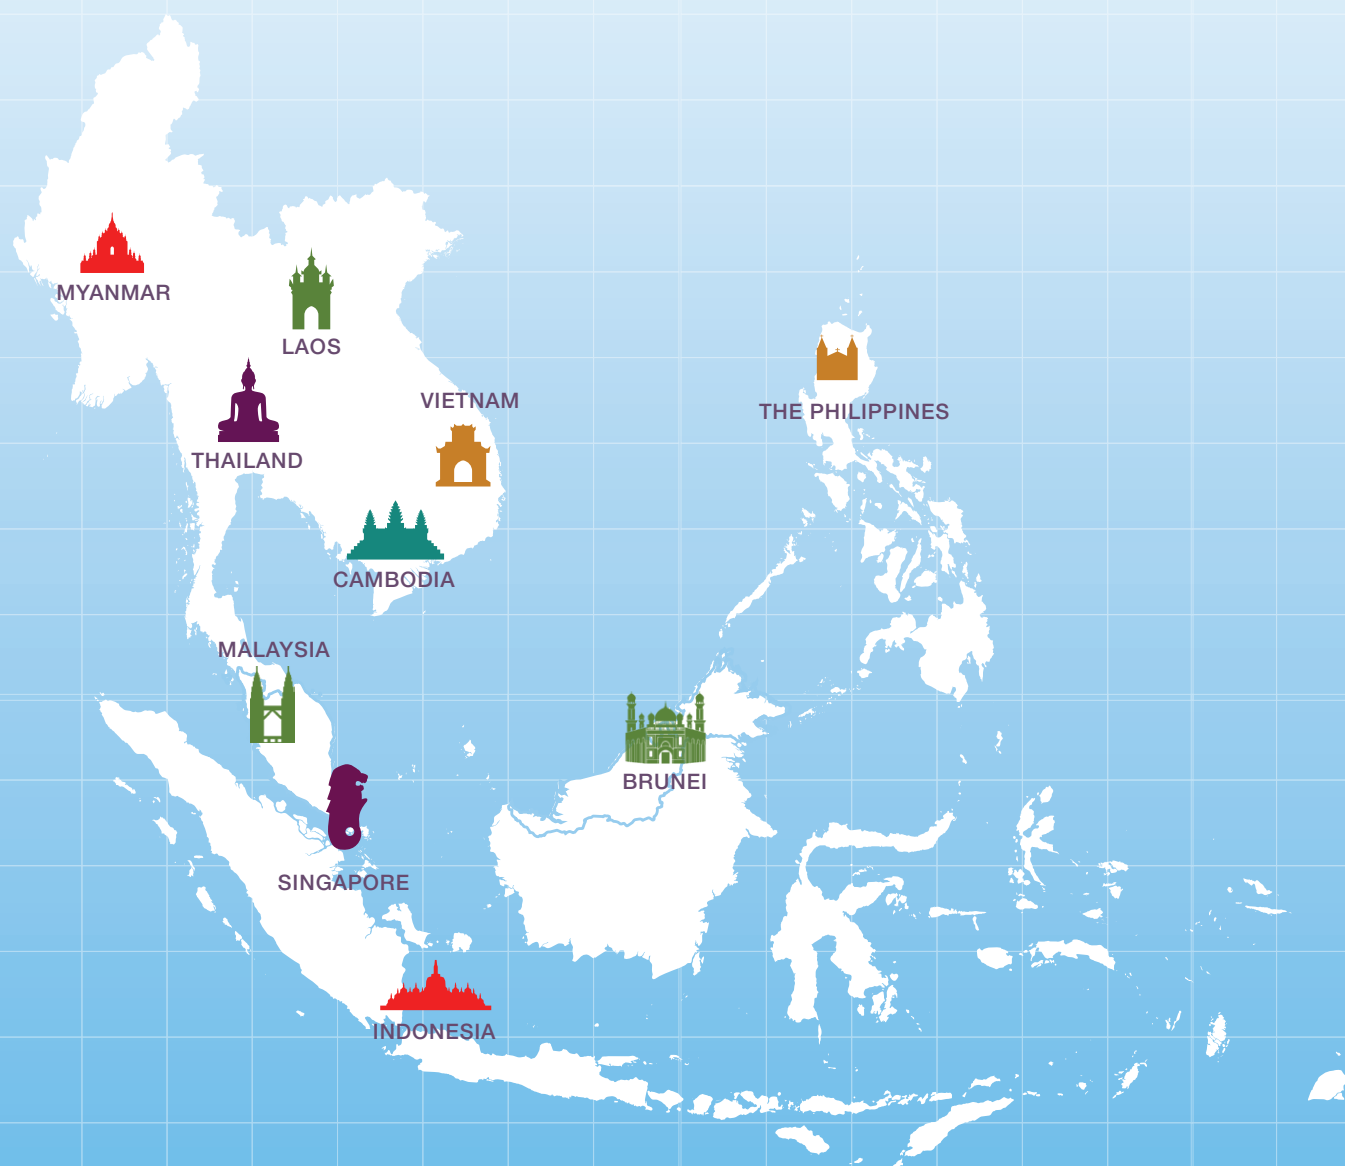 MYANMAR
LAOS
VIETNAM
THE PHILIPPINES
THAILAND
CAMBODIA
MALAYSIA
BRUNEI
SINGAPORE
INDONESIA